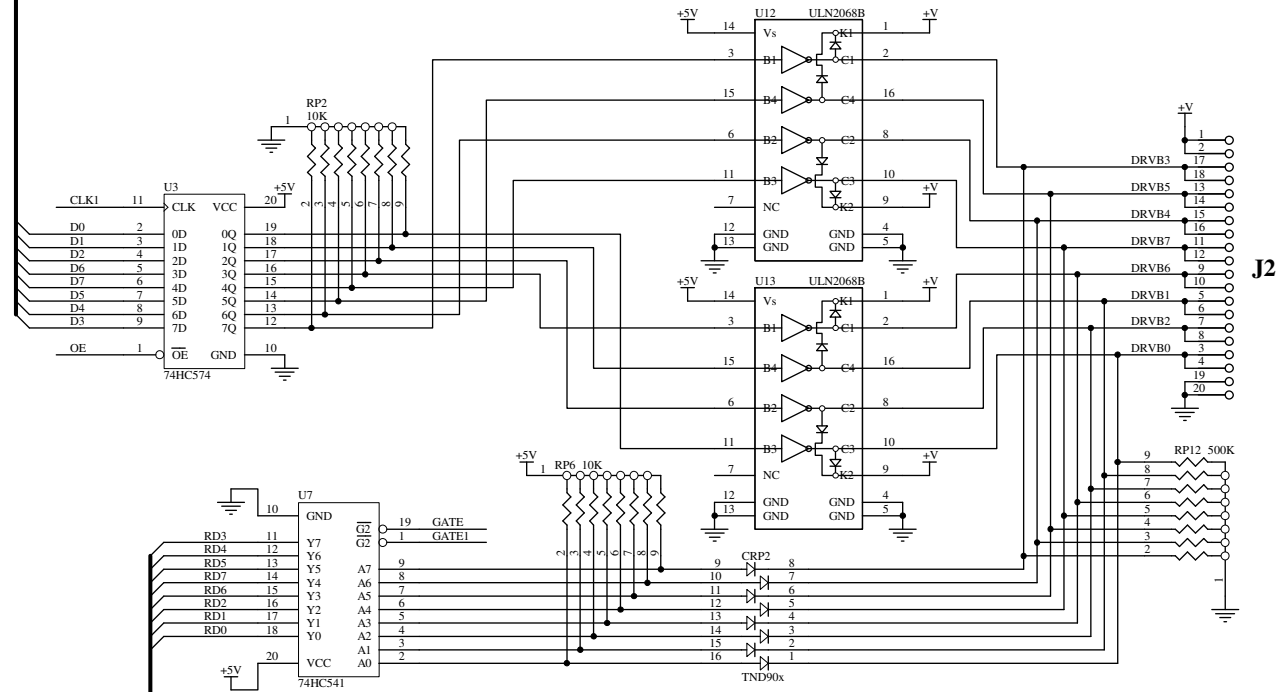 +5V U12 ULN2068B +V
14 Vs K1 1
3 B1 C1 2
15 B4 C4 16
6 B2 C2 8
11 B3 C3 10
7 NC K2 9 +V
12 GND GND 4
13 GND GND 5
RP2
10K
1
2 3 4 5 6 7 8 9
U3 +5V
CLK1 11 CLK VCC 20
D0 2 0D 0Q 19
D1 3 1D 1Q 18
D2 4 2D 2Q 17
D6 5 3D 3Q 16
D7 6 4D 4Q 15
D5 7 5D 5Q 14
D4 8 6D 6Q 13
D3 9 7D 7Q 12
OE 1 OE GND 10
74HC574
+5V U13 ULN2068B +V
14 Vs K1 1
3 B1 C1 2
15 B4 C4 16
6 B2 C2 8
11 B3 C3 10
7 NC K2 9 +V
12 GND GND 4
13 GND GND 5
+V
1
2
DRVB3 17
18
DRVB5 13
14
DRVB4 15
16
DRVB7 11
12
DRVB6 9
10
DRVB1 5
6
DRVB2 7
8
DRVB0 3
4
19
20
J2
RP12 500K
9
8
7
6
5
4
3
2
1
+5V
1 RP6 10K
2 3 4 5 6 7 8 9
U7
10 GND G2 19 GATE
G2 1 GATE1
RD3 11 Y7
RD4 12 Y6
RD5 13 Y5 A7 9
RD7 14 Y4 A6 8
RD6 15 Y3 A5 7
RD2 16 Y2 A4 6
RD1 17 Y1 A3 5
RD0 18 Y0 A2 4
A1 3
+5V 20 VCC A0 2
74HC541
CRP2
9 8
10 7
11 6
12 5
13 4
14 3
15 2
16 1
TND90x